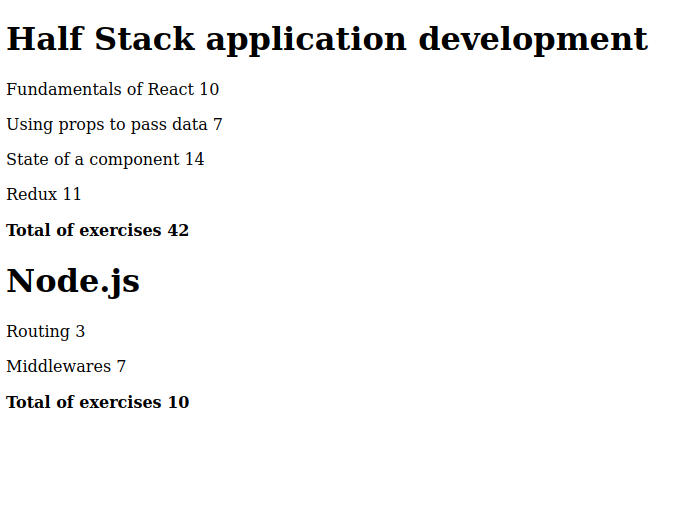 Half Stack application development
Fundamentals of React 10
Using props to pass data 7
State of a component 14
Redux 11
Total of exercises 42
Node.js
Routing 3
Middlewares 7
Total of exercises 10